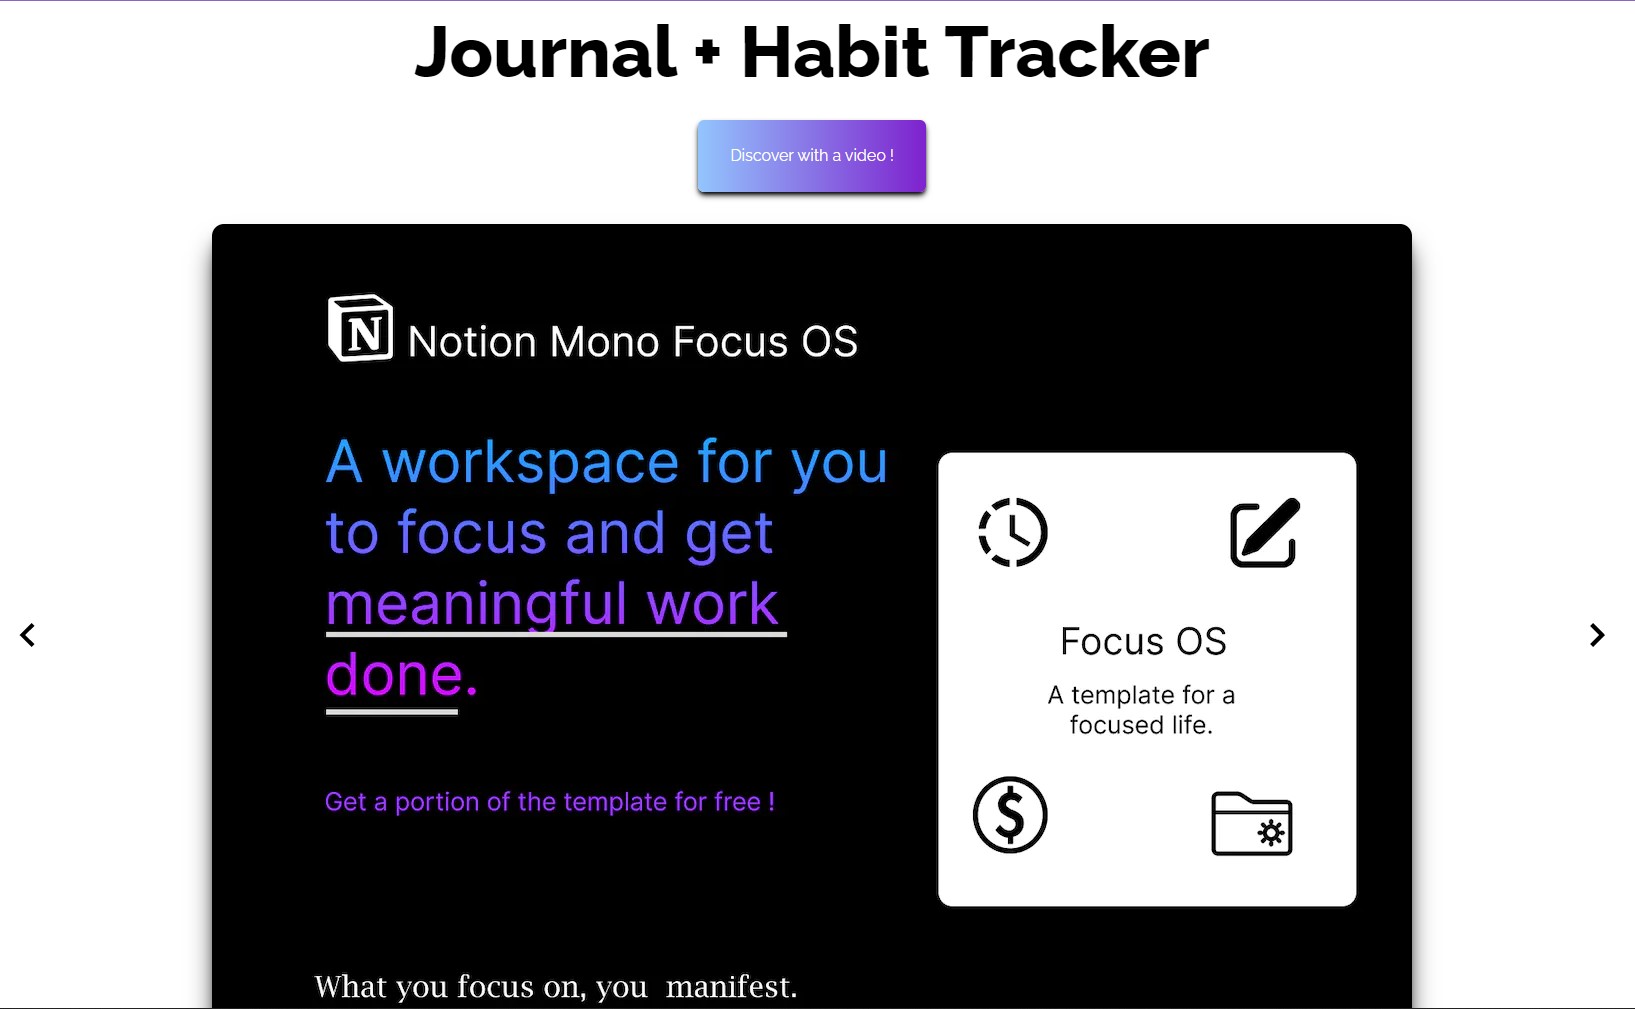 Journal + Habit Tracker
Discover with a video !
N Notion Mono Focus OS
A workspace for you
to focus and get
meaningful work
done.
Get a portion of the template for free !
Focus OS
A template for a
focused life.
$
What you focus on, you  manifest.